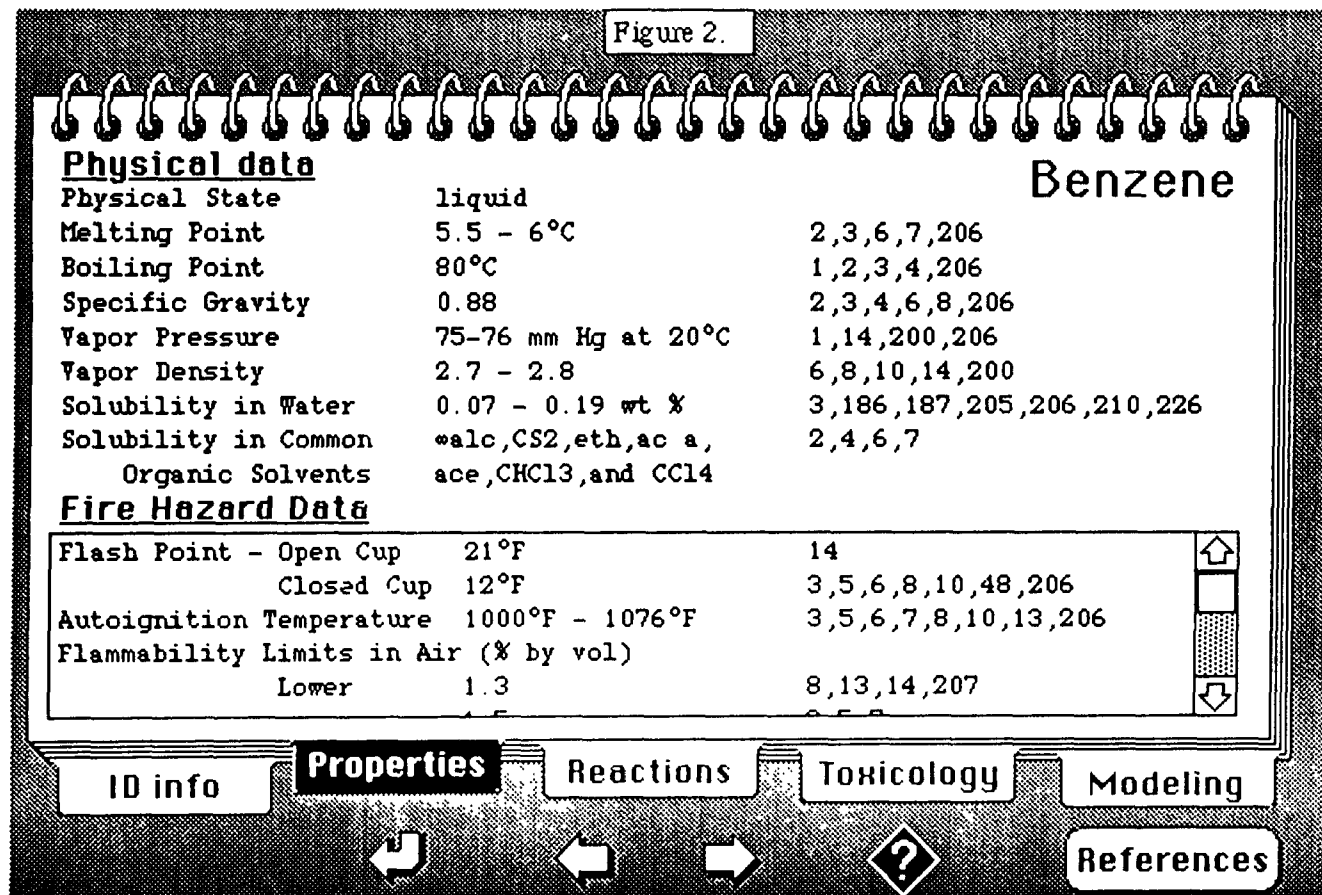 Figure 2.
Physical data
Benzene
Physical State liquid
Melting Point 5.5 - 6°C 2,3,6,7,206
Boiling Point 80°C 1,2,3,4,206
Specific Gravity 0.88 2,3,4,6,8,206
Vapor Pressure 75-76 mm Hg at 20°C 1,14,200,206
Vapor Density 2.7 - 2.8 6,8,10,14,200
Solubility in Water 0.07 - 0.19 wt % 3,186,187,205,206,210,226
Solubility in Common ∞alc,CS2,eth,ac a, 2,4,6,7
Organic Solvents ace,CHCl3,and CCl4
Fire Hazard Data
Flash Point - Open Cup 21°F 14
Closed Cup 12°F 3,5,6,8,10,48,206
Autoignition Temperature 1000°F - 1076°F 3,5,6,7,8,10,13,206
Flammability Limits in Air (% by vol)
Lower 1.3 8,13,14,207
ID info Properties Reactions Toxicology Modeling
? References